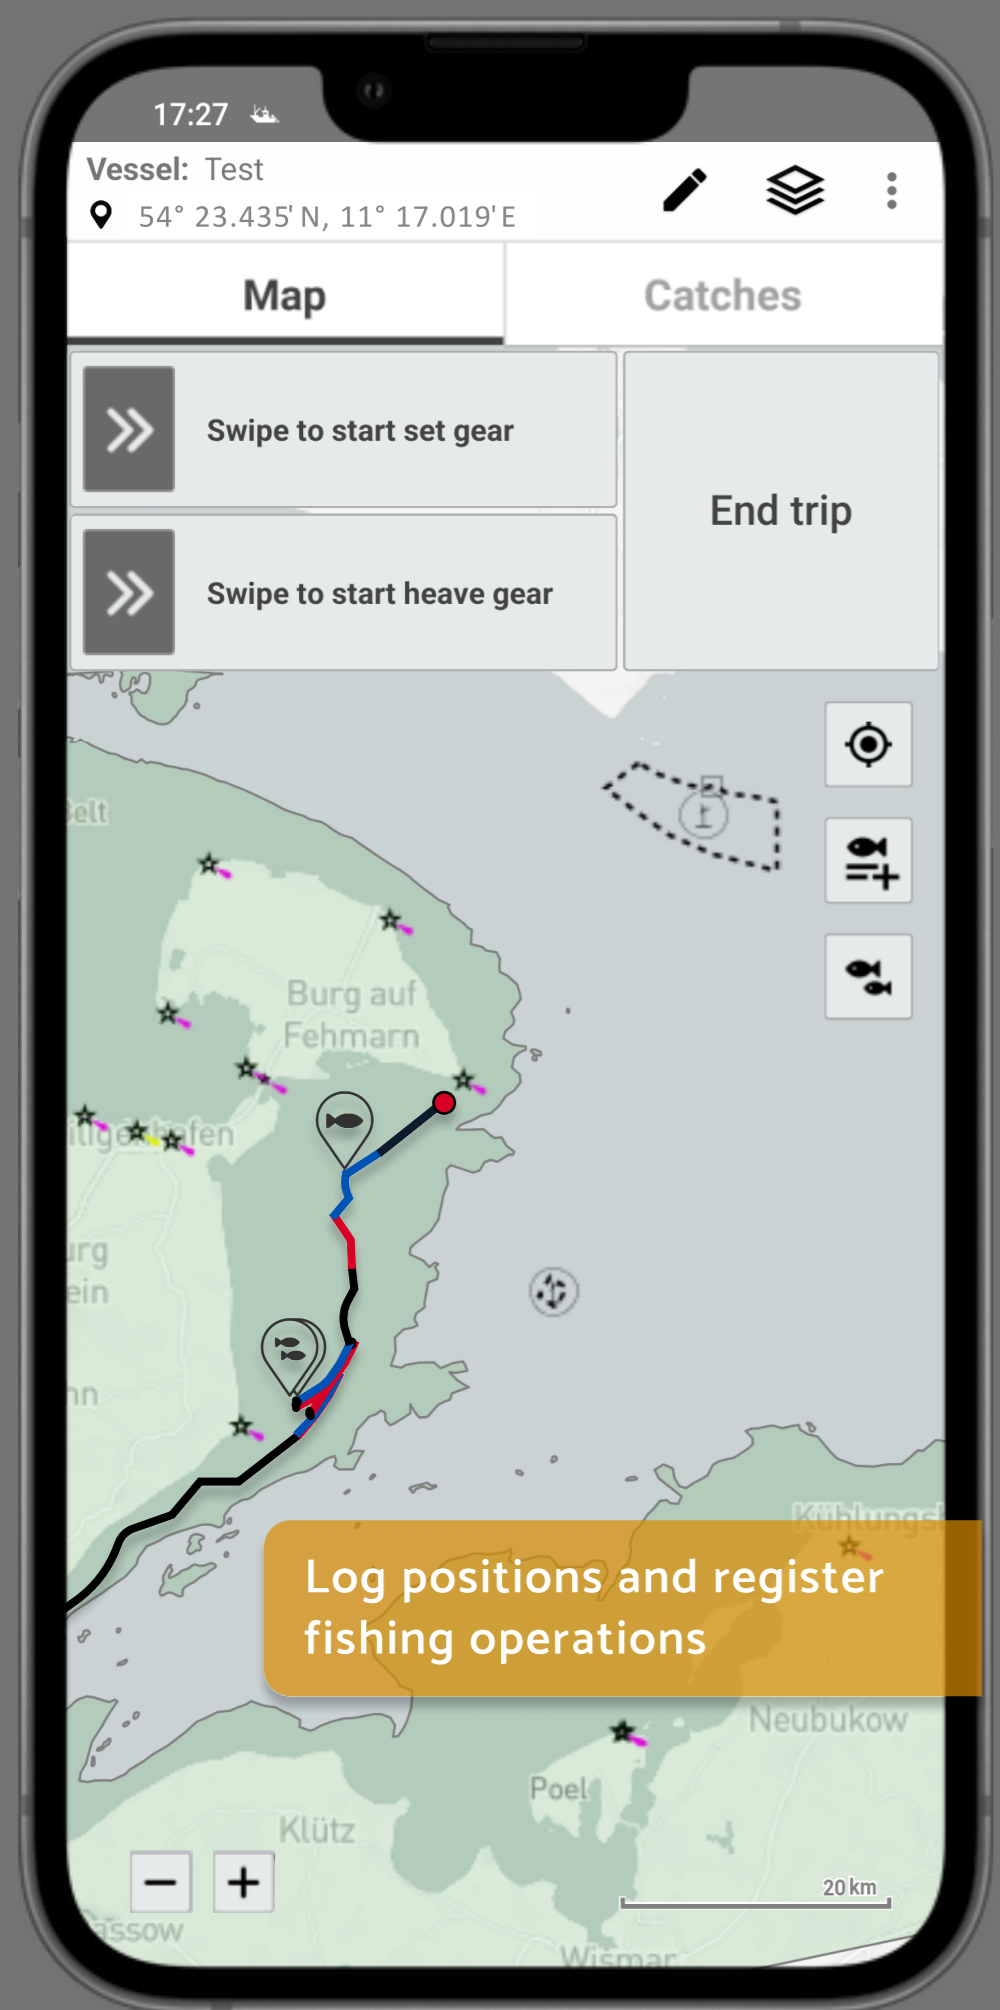 17:27
Vessel: Test
54° 23.435' N, 11° 17.019' E
Map
Catches
Swipe to start set gear
End trip
Swipe to start heave gear
Burg auf
Fehmarn
Log positions and register
fishing operations
Neubukow
Poel
Klütz
20 km
Wismar